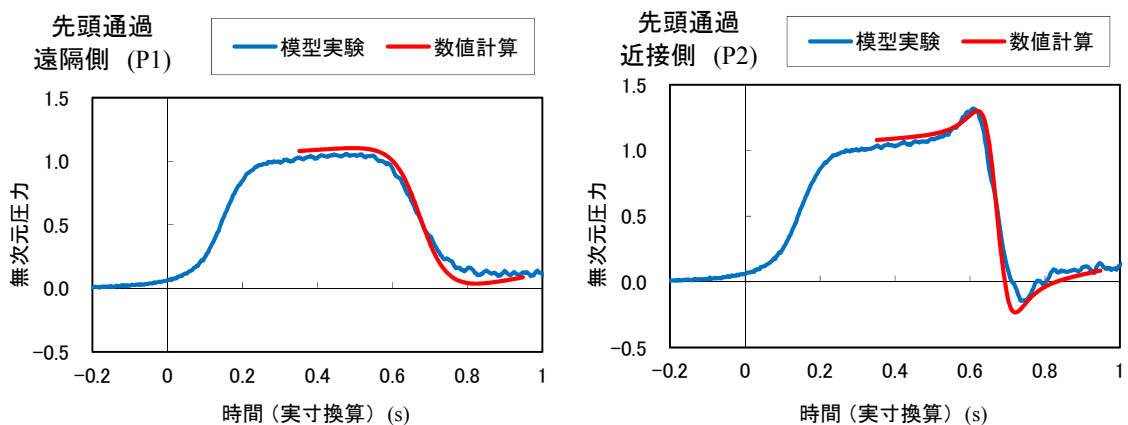 先頭通過
遠隔側 (P1)
模型実験
数値計算
1.5
1.0
0.5
0.0
-0.5
無次元圧力
-0.2
0
0.2
0.4
0.6
0.8
1
時間(実寸換算) (s)
先頭通過
近接側 (P2)
模型実験
数値計算
1.5
1.0
0.5
0.0
-0.5
無次元圧力
-0.2
0
0.2
0.4
0.6
0.8
1
時間(実寸換算) (s)